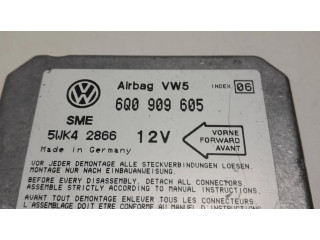 Airbag VW5 INDEX 06
6Q0 909 605
SME
5WK4 2866 12V
Made in Germany
VORNE
FORWARD
AVANT
VOR JEDER DEMONTAGE ALLE STECKVERBINDUNGEN LOESEN,
MONTAGE NUR NACH EINBAUANWEISUNG.
BEFORE EVERY DISASSEMBLY, DETACH ALL CONNECTORS
ASSEMBLE STRICTLY ACCORDING TO MANUAL INSTRUCTIONS.
AVANT TOUT DEMONTAGE ENLEVER TOUS LES CONNECTEURS